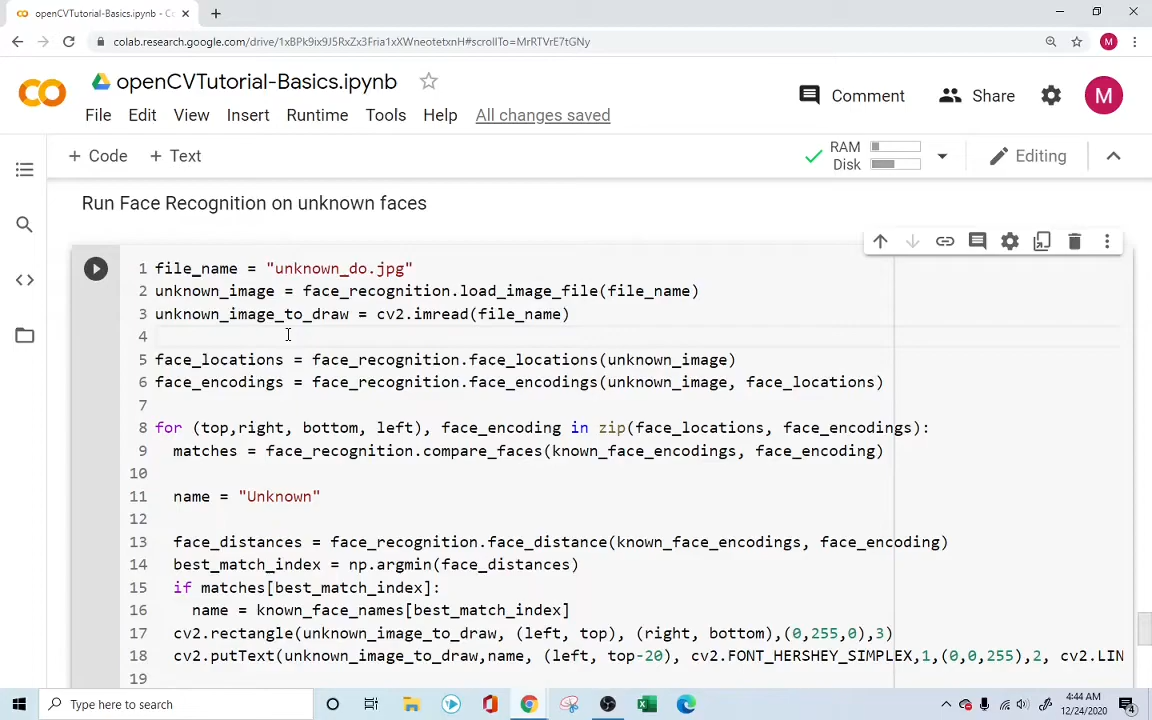 openCVTutorial-Basics.ipynb - Co
colab.research.google.com/drive/1x8Pk9ix9J5RxZx3Fria1xXWneotetxnH#scrollTo=MrRTVrE7tGNy
M
openCVTutorial-Basics.ipynb
Comment
Share
M
File Edit View Insert Runtime Tools Help All changes saved
+ Code + Text
RAM
Disk
Editing
Run Face Recognition on unknown faces
1 file_name = "unknown_do.jpg"
2 unknown_image = face_recognition.load_image_file(file_name)
3 unknown_image_to_draw = cv2.imread(file_name)
4
5 face_locations = face_recognition.face_locations(unknown_image)
6 face_encodings = face_recognition.face_encodings(unknown_image, face_locations)
7
8 for (top,right, bottom, left), face_encoding in zip(face_locations, face_encodings):
9 matches = face_recognition.compare_faces(known_face_encodings, face_encoding)
10
11 name = "Unknown"
12
13 face_distances = face_recognition.face_distance(known_face_encodings, face_encoding)
14 best_match_index = np.argmin(face_distances)
15 if matches[best_match_index]:
16 name = known_face_names[best_match_index]
17 cv2.rectangle(unknown_image_to_draw, (left, top), (right, bottom),(0,255,0),3)
18 cv2.putText(unknown_image_to_draw,name, (left, top-20), cv2.FONT_HERSHEY_SIMPLEX,1,(0,0,255),2, cv2.LIN
19
Type here to search
4:44 AM
12/24/2020
4